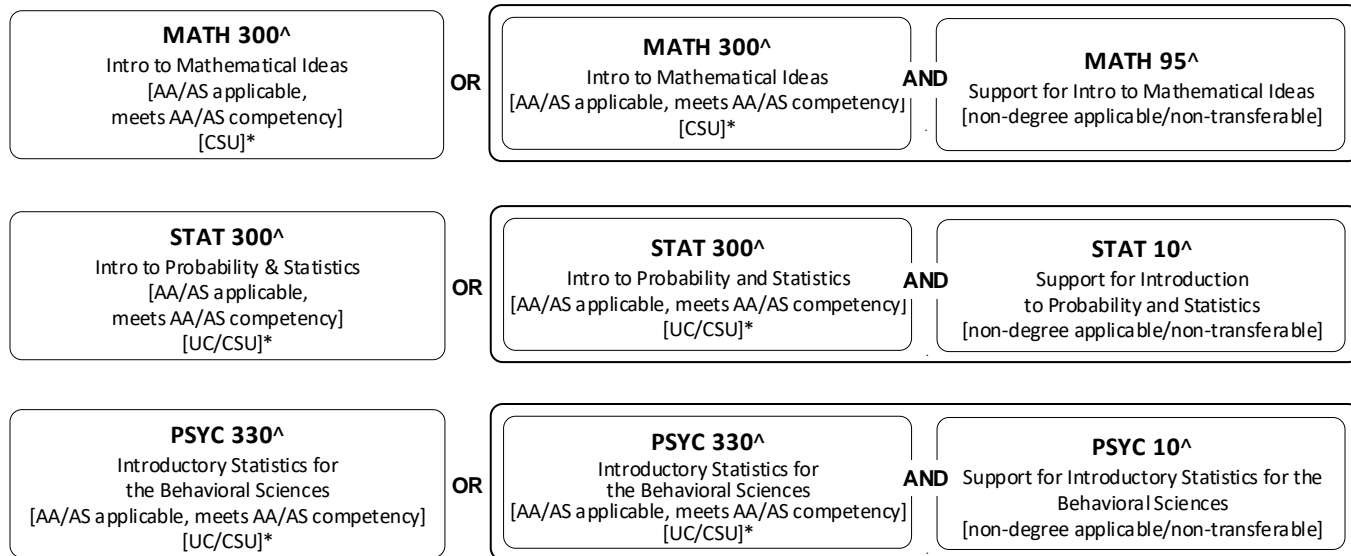 MATH 300^
Intro to Mathematical Ideas
[AA/AS applicable,
meets AA/AS competency]
[CSU]*
OR
MATH 300^
Intro to Mathematical Ideas
[AA/AS applicable, meets AA/AS competency]
[CSU]*
AND
MATH 95^
Support for Intro to Mathematical Ideas
[non-degree applicable/non-transferable]
STAT 300^
Intro to Probability & Statistics
[AA/AS applicable,
meets AA/AS competency]
[UC/CSU]*
OR
STAT 300^
Intro to Probability and Statistics
[AA/AS applicable, meets AA/AS competency]
[UC/CSU]*
AND
STAT 10^
Support for Introduction
to Probability and Statistics
[non-degree applicable/non-transferable]
PSYC 330^
Introductory Statistics for
the Behavioral Sciences
[AA/AS applicable, meets AA/AS competency]
[UC/CSU]*
OR
PSYC 330^
Introductory Statistics for
the Behavioral Sciences
[AA/AS applicable, meets AA/AS competency]
[UC/CSU]*
AND
PSYC 10^
Support for Introductory Statistics for the
Behavioral Sciences
[non-degree applicable/non-transferable]